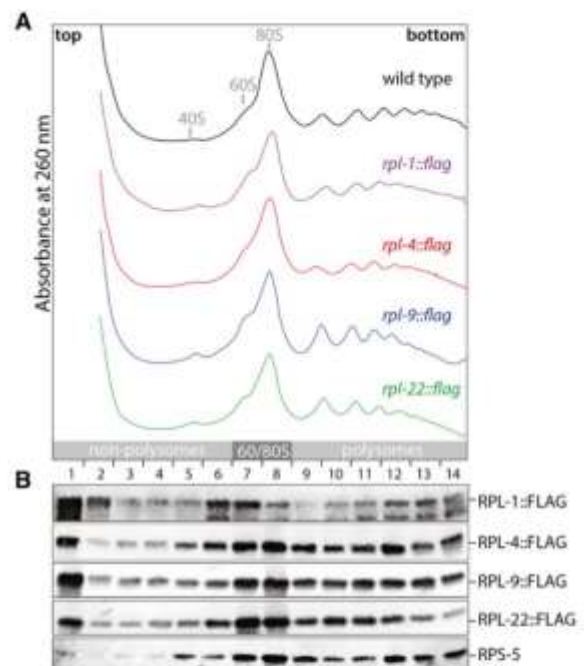 A
top
80S
bottom
60S
wild type
40S
rpl-1::flag
rpl-4::flag
rpl-9::flag
rpl-22::flag
Absorbance at 260 nm
non-polysomes 60/80S polysomes
B
1 2 3 4 5 6 7 8 9 10 11 12 13 14
RPL-1::FLAG
RPL-4::FLAG
RPL-9::FLAG
RPL-22::FLAG
RPS-5